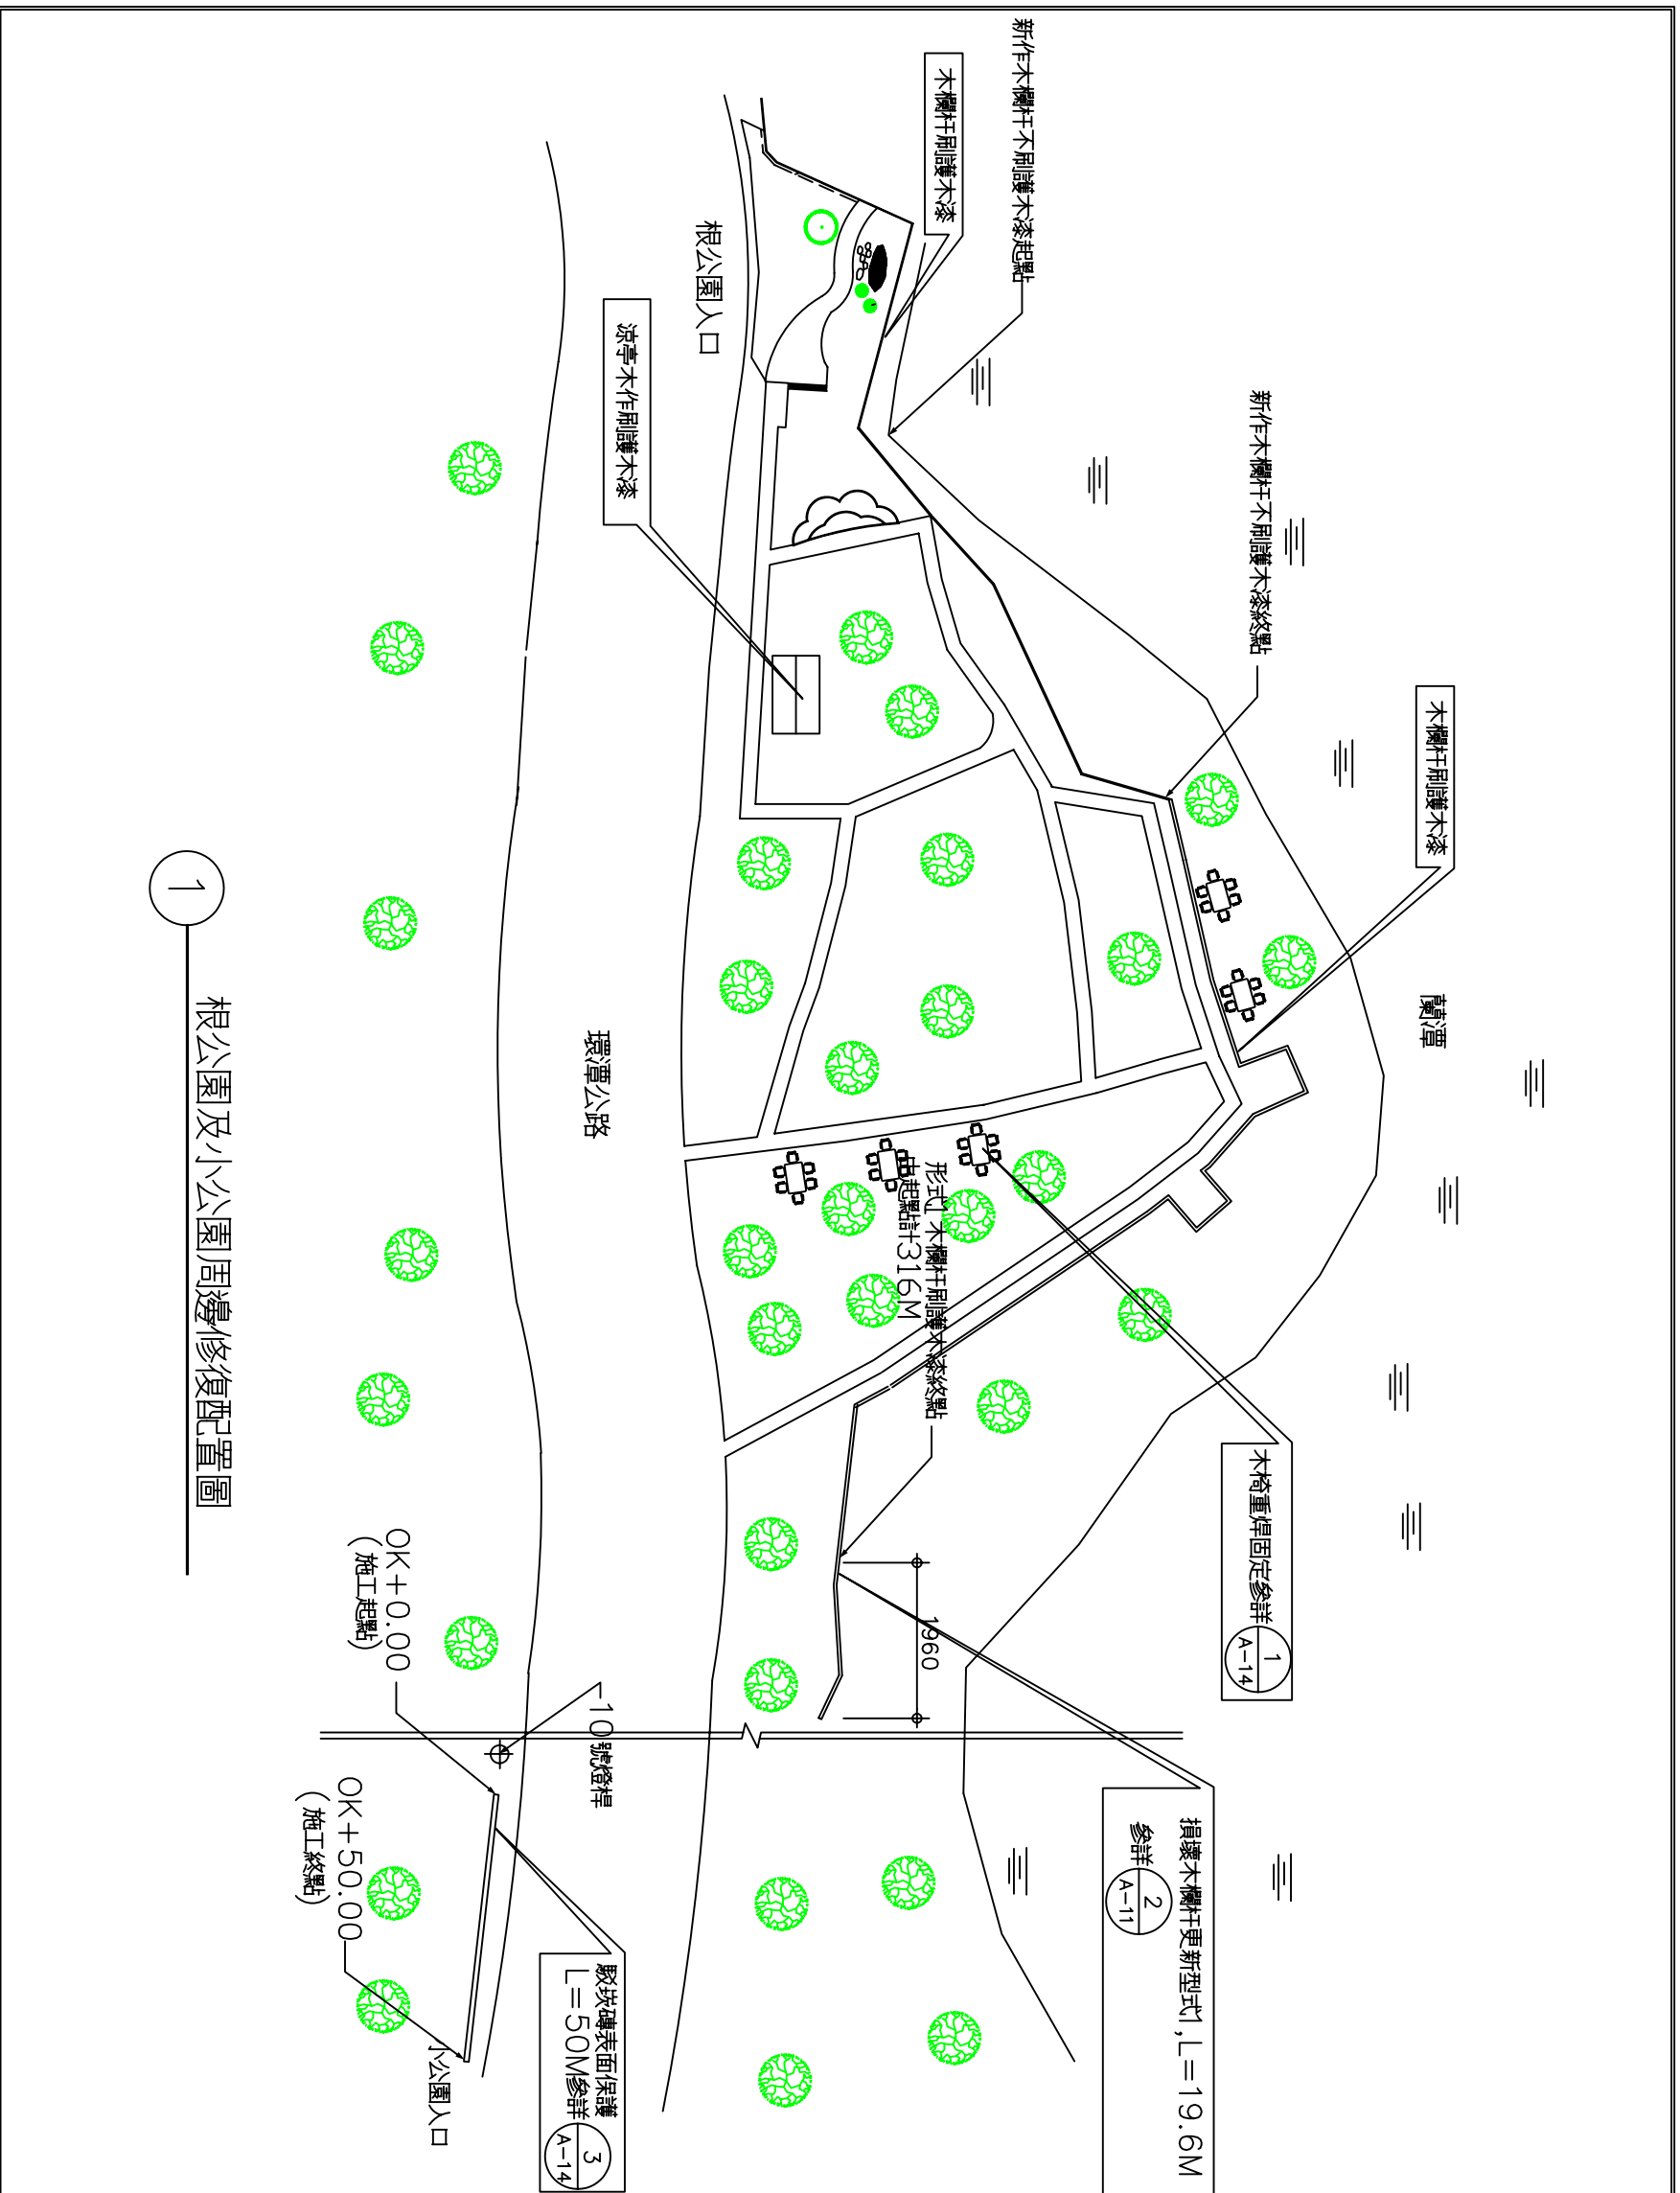 新作木欄杆不刷護木漆起點
木欄杆刷護木漆
根公園人口
涼亭木作刷護木漆
新作木欄杆不刷護木漆終點
木欄杆刷護木漆
蘭潭
環潭公路
形式1 木欄杆刷護木漆終點
由起點計316M
木椅重焊固定參詳
1
A-14
1960
損壞木欄杆更新型式1,L=19.6M
參詳
2
A-11
10號燈桿
0K+0.00
(施工起點)
0K+50.00
(施工終點)
小公園人口
駁坎磚表面保護
L=50M參詳
3
A-14
1
根公園及小公園周邊修復配置圖